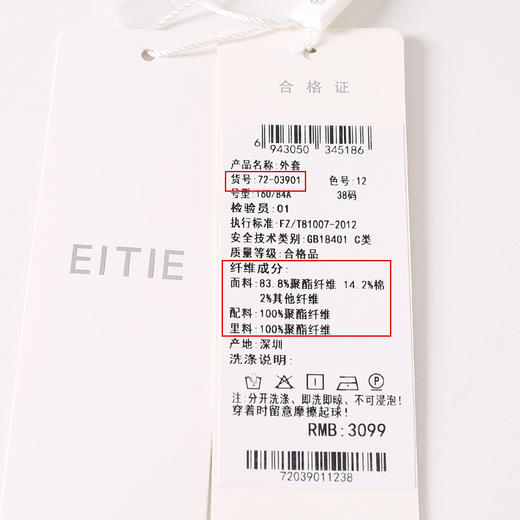 EITIE
合格证
6 943050 345186
产品名称:外套
货号:72-03901 色号:12
号型:160/84A 38码
检验员:01
执行标准:FZ/T81007-2012
安全技术类别:GB18401 C类
质量等级:合格品
纤维成分:
面料:83.8%聚酯纤维 14.2%棉
2%其他纤维
配料:100%聚酯纤维
里料:100%聚酯纤维
产地:深圳
洗涤说明:
注:分开洗涤、即洗即晾、不可浸泡!
穿着时留意摩擦起球!
RMB:3099
72039011238